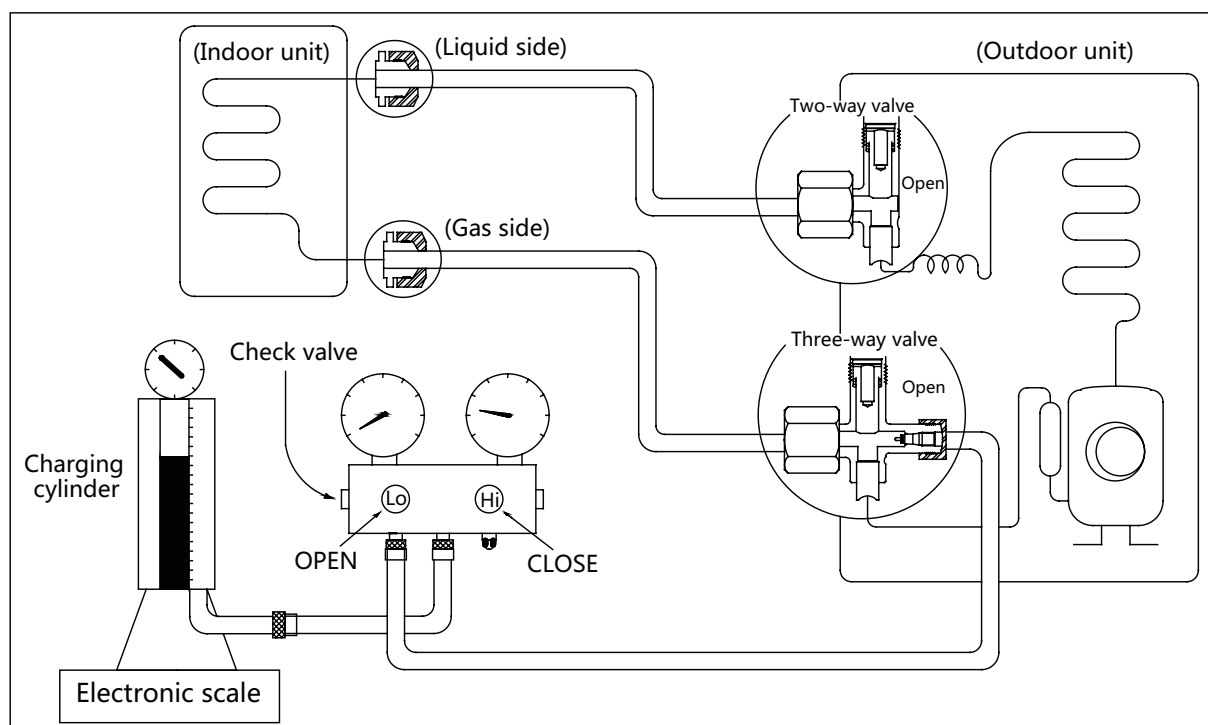 (Indoor unit)
(Liquid side)
(Outdoor unit)
Two-way valve
Open
(Gas side)
Three-way valve
Open
Check valve
Charging
cylinder
Lo
Hi
OPEN
CLOSE
Electronic scale